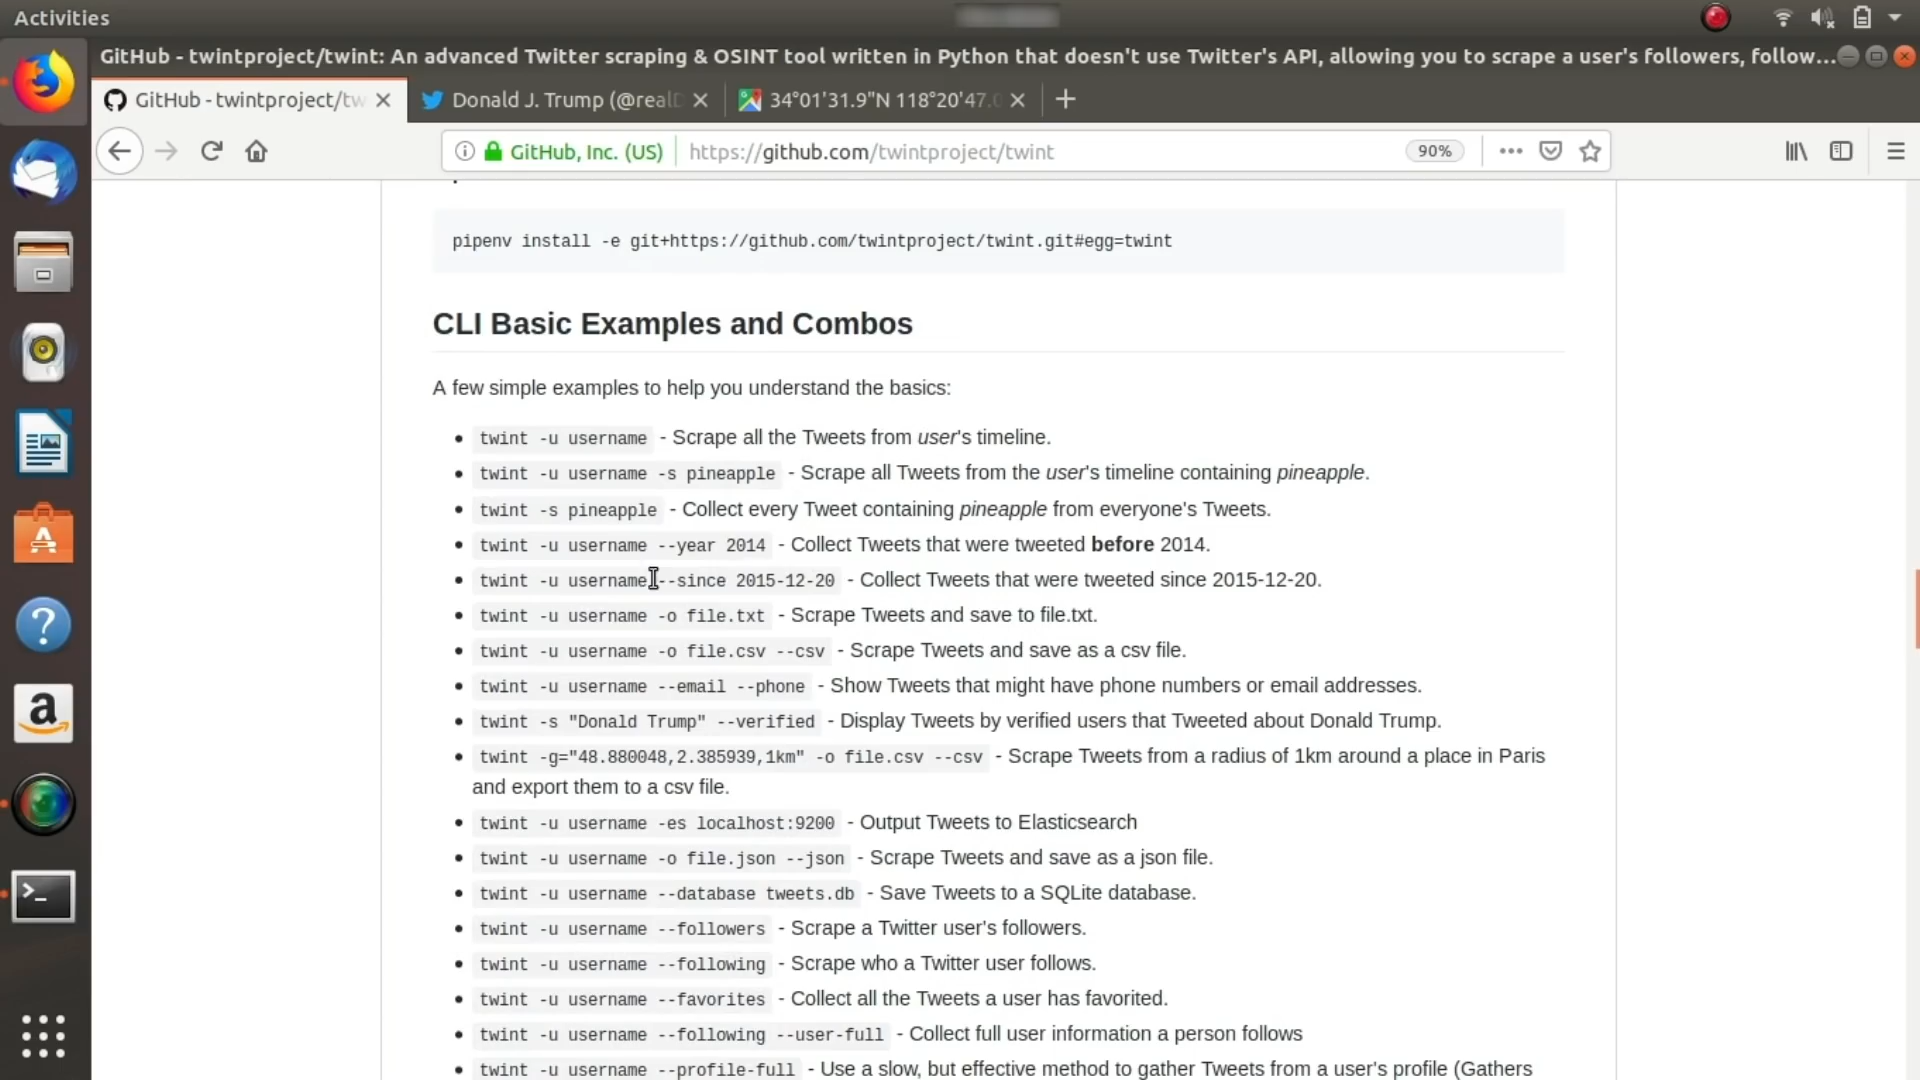 Activities
GitHub - twintproject/twint: An advanced Twitter scraping & OSINT tool written in Python that doesn't use Twitter's API, allowing you to scrape a user's followers, follow...
GitHub - twintproject/tw
Donald J. Trump (@real
34°01'31.9"N 118°20'47.
GitHub, Inc. (US)
https://github.com/twintproject/twint
90%
pipenv install -e git+https://github.com/twintproject/twint.git#egg=twint
CLI Basic Examples and Combos
A few simple examples to help you understand the basics:
• twint -u username - Scrape all the Tweets from user's timeline.
• twint -u username -s pineapple - Scrape all Tweets from the user's timeline containing pineapple.
• twint -s pineapple - Collect every Tweet containing pineapple from everyone's Tweets.
• twint -u username --year 2014 - Collect Tweets that were tweeted before 2014.
• twint -u username --since 2015-12-20 - Collect Tweets that were tweeted since 2015-12-20.
• twint -u username -o file.txt - Scrape Tweets and save to file.txt.
• twint -u username -o file.csv --csv - Scrape Tweets and save as a csv file.
• twint -u username --email --phone - Show Tweets that might have phone numbers or email addresses.
• twint -s "Donald Trump" --verified - Display Tweets by verified users that Tweeted about Donald Trump.
• twint -g="48.880048,2.385939,1km" -o file.csv --csv - Scrape Tweets from a radius of 1km around a place in Paris
and export them to a csv file.
• twint -u username -es localhost:9200 - Output Tweets to Elasticsearch
• twint -u username -o file.json --json - Scrape Tweets and save as a json file.
• twint -u username --database tweets.db - Save Tweets to a SQLite database.
• twint -u username --followers - Scrape a Twitter user's followers.
• twint -u username --following - Scrape who a Twitter user follows.
• twint -u username --favorites - Collect all the Tweets a user has favorited.
• twint -u username --following --user-full - Collect full user information a person follows
• twint -u username --profile-full - Use a slow, but effective method to gather Tweets from a user's profile (Gathers